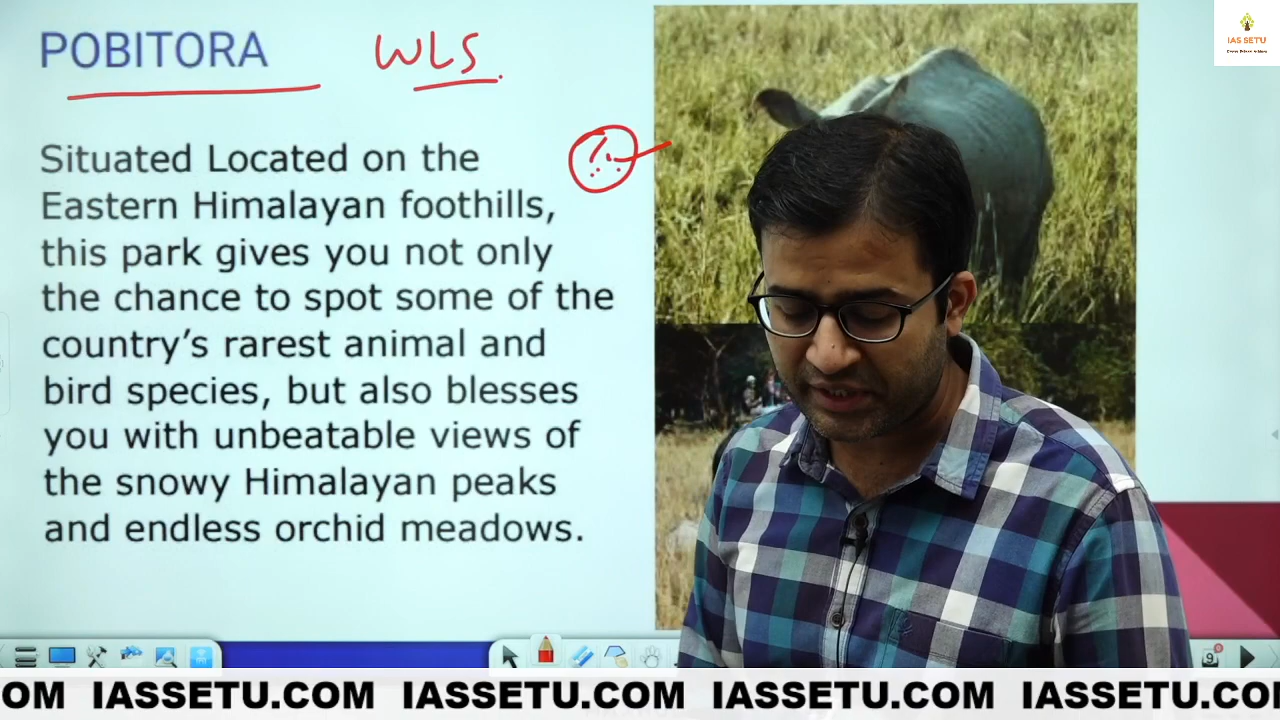 POBITORA WLS
IAS SETU
Situated Located on the
Eastern Himalayan foothills,
this park gives you not only
the chance to spot some of the
country's rarest animal and
bird species, but also blesses
you with unbeatable views of
the snowy Himalayan peaks
and endless orchid meadows.
9
OM IASSETU.COM IASSETU.COM IASSETU.COM IASSETU.CO